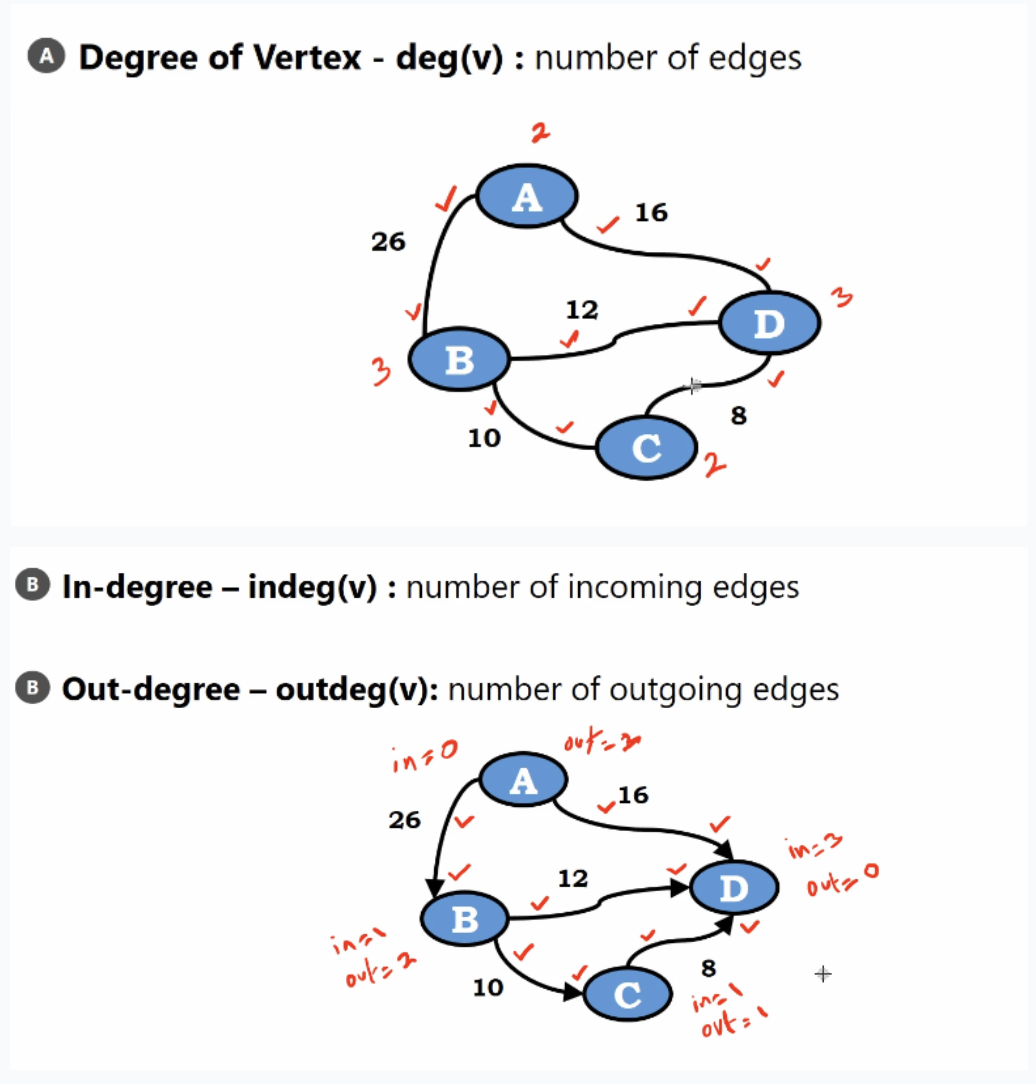 A Degree of Vertex - deg(v) : number of edges
2
A
16
26
3
12
D
B
3
8
10
C
2
B In-degree – indeg(v) : number of incoming edges
B Out-degree – outdeg(v): number of outgoing edges
in=0
out=2
A
16
26
in=3
12
D
out=0
B
in=1
out=2
8
10
C
in=1
out=1